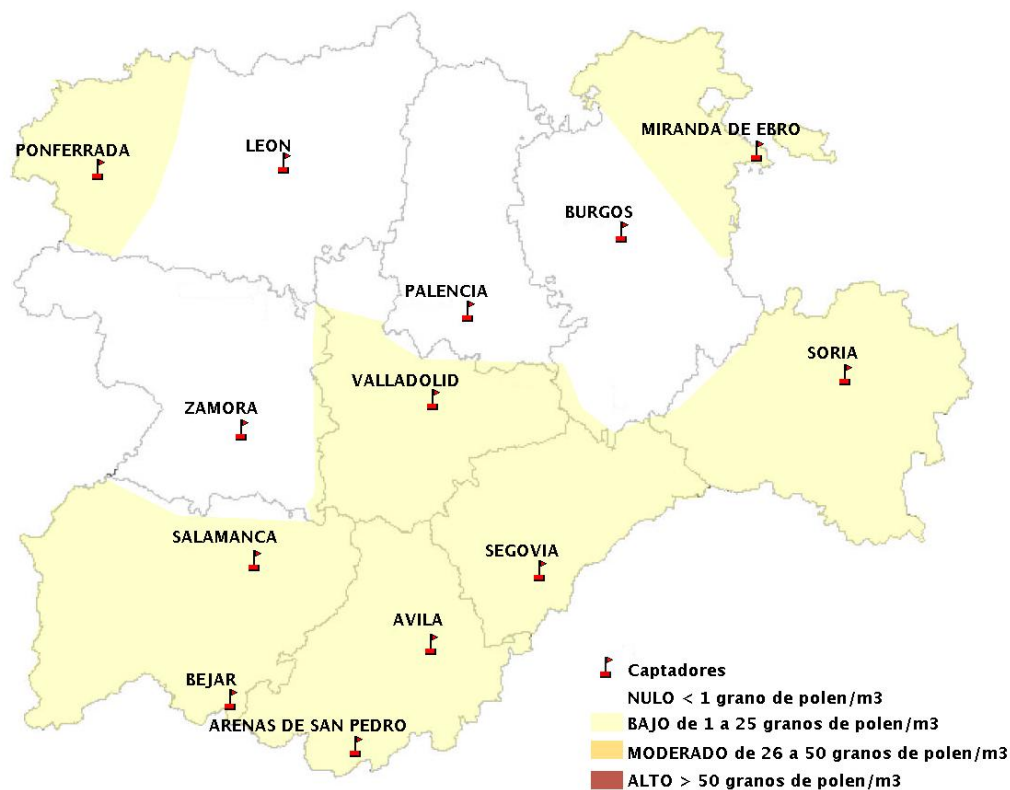 MIRANDA DE EBRO
PONFERRADA
LEON
BURGOS
PALENCIA
SORIA
VALLADOLID
ZAMORA
SALAMANCA
SEGOVIA
AVILA
BEJAR
ARENAS DE SAN PEDRO
Captadores
NULO < 1 grano de polen/m3
BAJO de 1 a 25 granos de polen/m3
MODERADO de 26 a 50 granos de polen/m3
ALTO > 50 granos de polen/m3